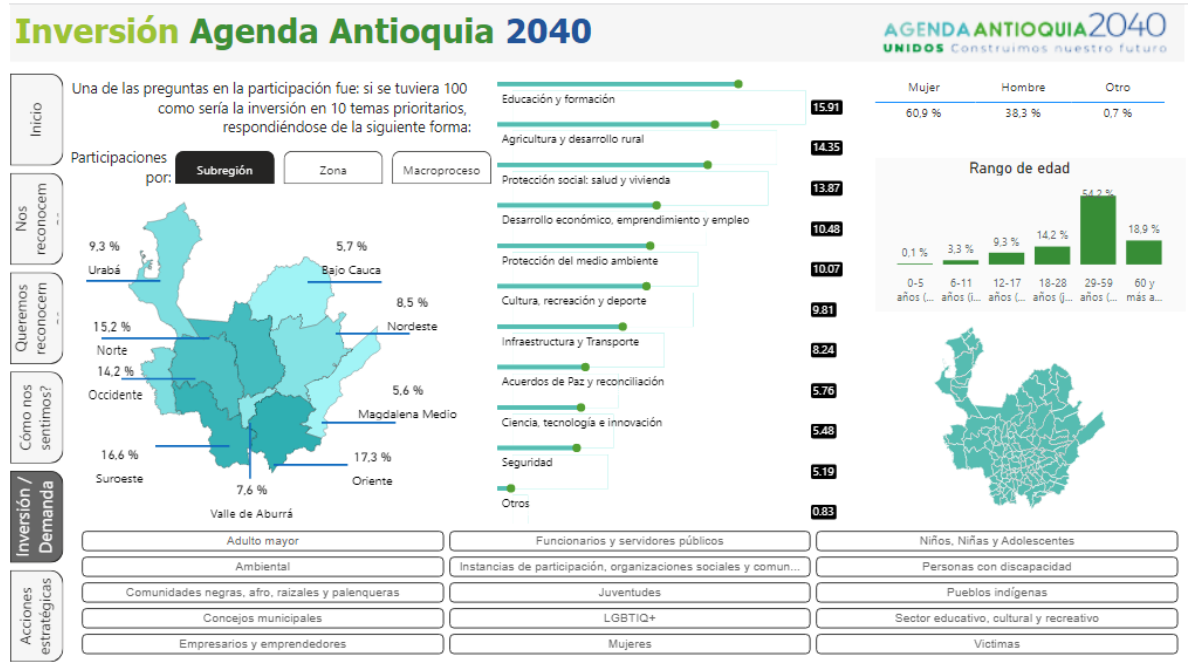 Inversión Agenda Antioquia 2040
AGENDA ANTIOQUIA 2040
UNIDOS Construimos nuestro futuro
Inicio
Nos reconocem
Queremos reconocern
Cómo nos sentimos?
Inversión / Demanda
Acciones estratégicas
Una de las preguntas en la participación fue: si se tuviera 100
como sería la inversión en 10 temas prioritarios,
respondiéndose de la siguiente forma:
Participaciones
por:
Subregión
Zona
Macroproceso
9,3 %
Urabá
5,7 %
Bajo Cauca
8,5 %
Nordeste
15,2 %
Norte
14,2 %
Occidente
5,6 %
Magdalena Medio
16,6 %
Suroeste
17,3 %
Oriente
7,6 %
Valle de Aburrá
Educación y formación 15.91
Agricultura y desarrollo rural 14.35
Protección social: salud y vivienda 13.87
Desarrollo económico, emprendimiento y empleo 10.48
Protección del medio ambiente 10.07
Cultura, recreación y deporte 9.81
Infraestructura y Transporte 8.24
Acuerdos de Paz y reconciliación 5.76
Ciencia, tecnología e innovación 5.48
Seguridad 5.19
Otros 0.83
Mujer Hombre Otro
60,9 % 38,3 % 0,7 %
Rango de edad
0,1 % 3,3 % 9,3 % 14,2 % 54,2 % 18,9 %
0-5 6-11 12-17 18-28 29-59 60 y
años (... años (i... años (... años (j... años (... más a...
Adulto mayor Funcionarios y servidores públicos Niños, Niñas y Adolescentes
Ambiental Instancias de participación, organizaciones sociales y comun... Personas con discapacidad
Comunidades negras, afro, raizales y palenqueras Juventudes Pueblos indígenas
Concejos municipales LGBTIQ+ Sector educativo, cultural y recreativo
Empresarios y emprendedores Mujeres Victimas